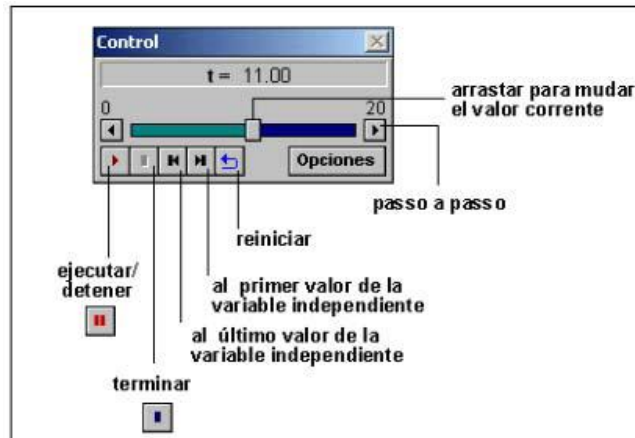 Control
t = 11.00
0
20
arrastar para mudar
el valor corrente
Opciones
passo a passo
reiniciar
ejecutar/
detener
al primer valor de la
variable independiente
al último valor de la
variable independiente
terminar